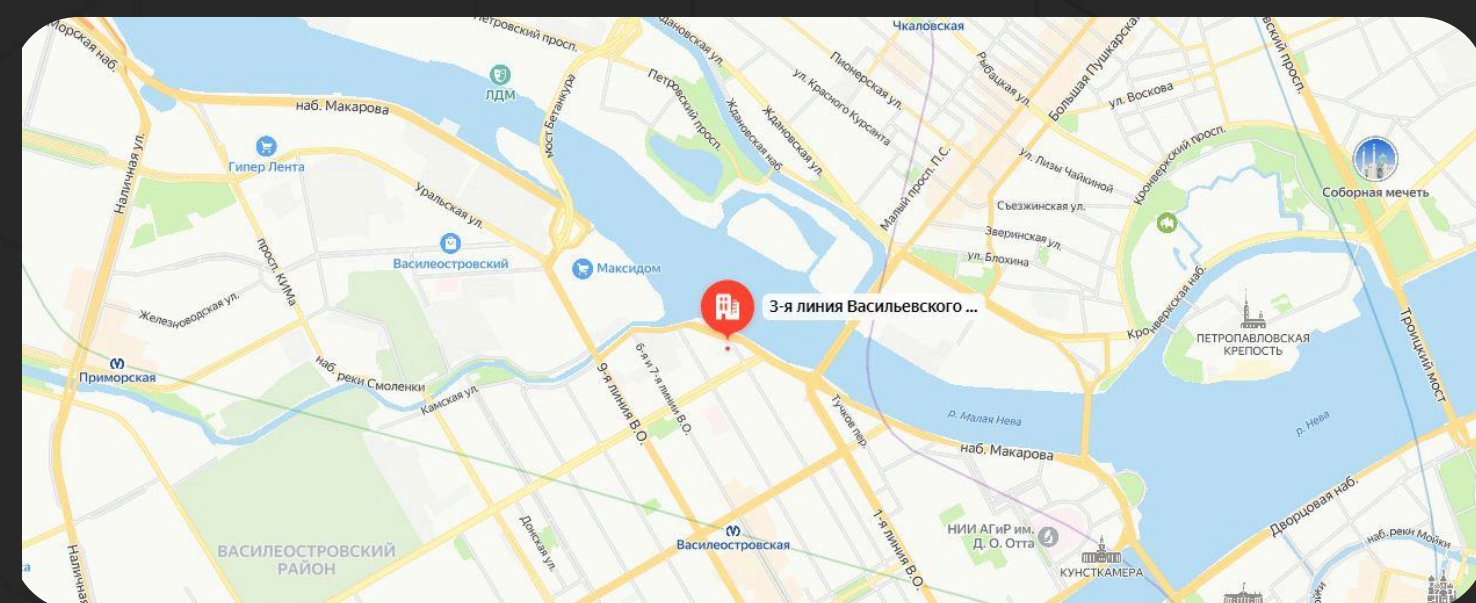 Морская наб.
Петровский просп.
Ждановская ул.
Чкаловская
Большая Пушкарская
ЛДМ
мост Бетанкура
Петровский просп.
Пионерская ул.
Рыбацкая ул.
ул. Воскова
ул. Красного Курсанта
Ждановская наб.
Ждановская ул.
наб. Макарова
Наличная ул.
Гипер Лента
Уральская ул.
Малый просп. П.С.
ул. Лизы Чайкиной
Кронверкский просп.
Соборная мечеть
Съезжинская ул.
Зверинская ул.
ул. Блохина
просп. КИМа
Василеостровский
Максидом
3-я линия Васильевского ...
Железноводская ул.
Кронверкская наб.
ПЕТРОПАВЛОВСКАЯ
КРЕПОСТЬ
Троицкий мост
Приморская
наб. реки Смоленки
Камская ул.
9-я линия В.О.
6-я и 7-я линии В.О.
Тучков пер.
р. Малая Нева
р. Нева
наб. Макарова
Дворцовая наб.
Донская ул.
Василеостровская
1-я линия В.О.
НИИ АГиР им.
Д. О. Отта
КУНСТКАМЕРА
наб. реки Мойки
ВАСИЛЕОСТРОВСКИЙ
РАЙОН
Наличная